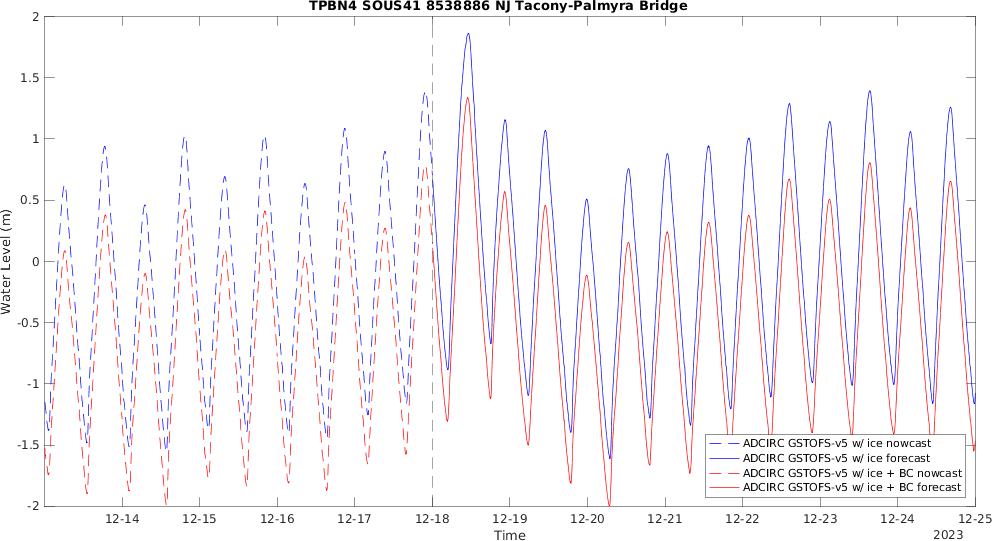 TPBN4 SOUS41 8538886 NJ Tacony-Palmyra Bridge
2
1.5
1
0.5
0
-0.5
-1
-1.5
-2
Water Level (m)
ADCIRC GSTOFS-v5 w/ ice nowcast
ADCIRC GSTOFS-v5 w/ ice forecast
ADCIRC GSTOFS-v5 w/ ice + BC nowcast
ADCIRC GSTOFS-v5 w/ ice + BC forecast
12-14 12-15 12-16 12-17 12-18 12-19 12-20 12-21 12-22 12-23 12-24 12-25
Time
2023